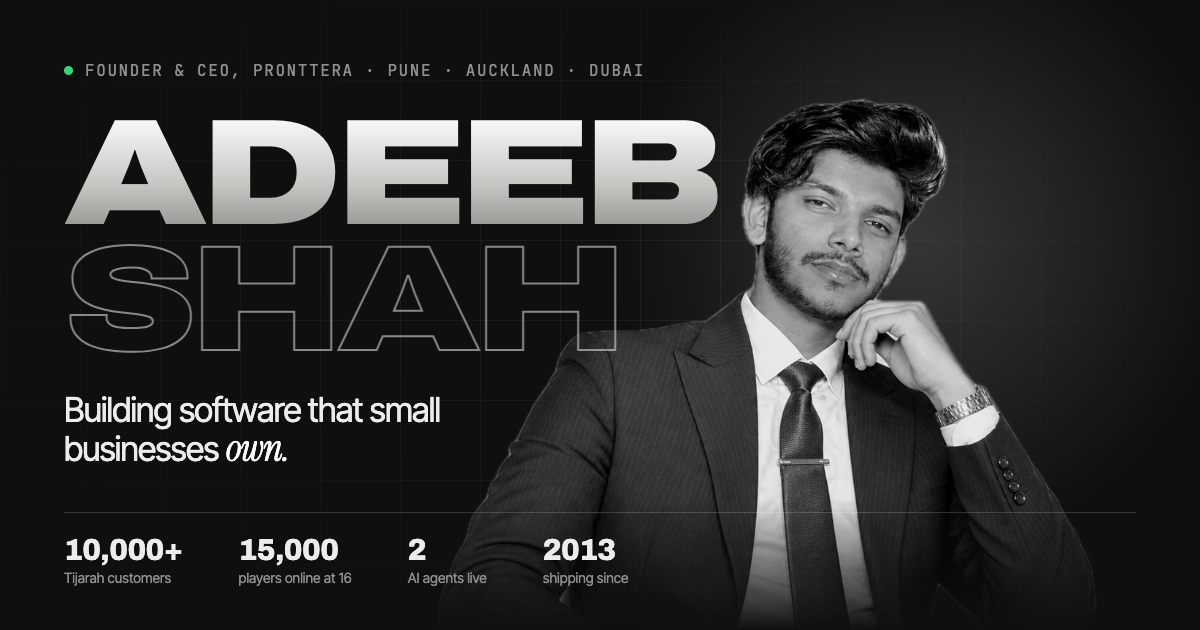 FOUNDER & CEO, PRONTTERA · PUNE · AUCKLAND · DUBAI
ADEEB
SHAH
Building software that small
businesses own.
10,000+ 15,000 2 2013
Tijarah customers players online at 16 AI agents live shipping since